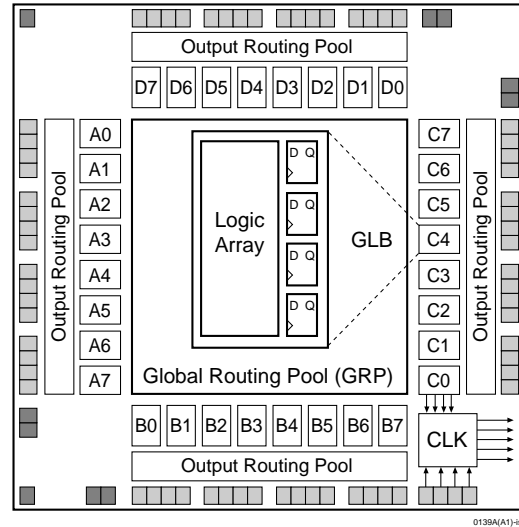 Output Routing Pool
D7 D6 D5 D4 D3 D2 D1 D0
Output Routing Pool
A0
A1
A2
A3
A4
A5
A6
A7
Logic
Array
D Q
D Q
D Q
D Q
GLB
Global Routing Pool (GRP)
C7
C6
C5
C4
C3
C2
C1
C0
Output Routing Pool
B0 B1 B2 B3 B4 B5 B6 B7
Output Routing Pool
CLK